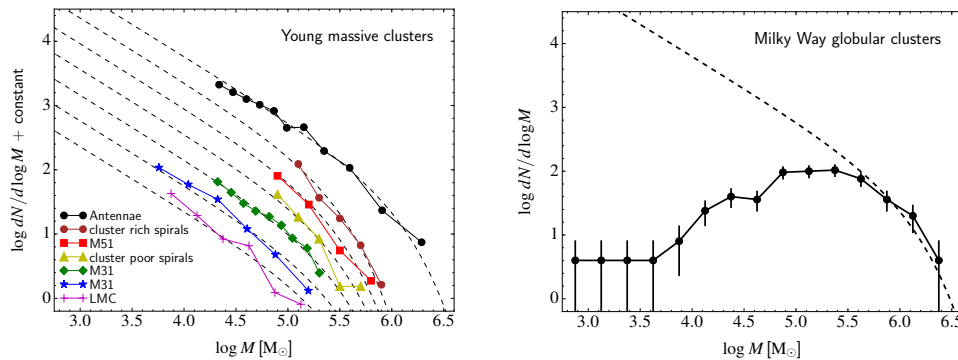 Young massive clusters
log dN/d log M + constant
4
3
2
1
0
Antennae
cluster rich spirals
M51
cluster poor spirals
M31
M31
LMC
3.0 3.5 4.0 4.5 5.0 5.5 6.0 6.5
log M [M☉]
Milky Way globular clusters
log dN/d log M
4
3
2
1
0
3.0 3.5 4.0 4.5 5.0 5.5 6.0 6.5
log M [M☉]